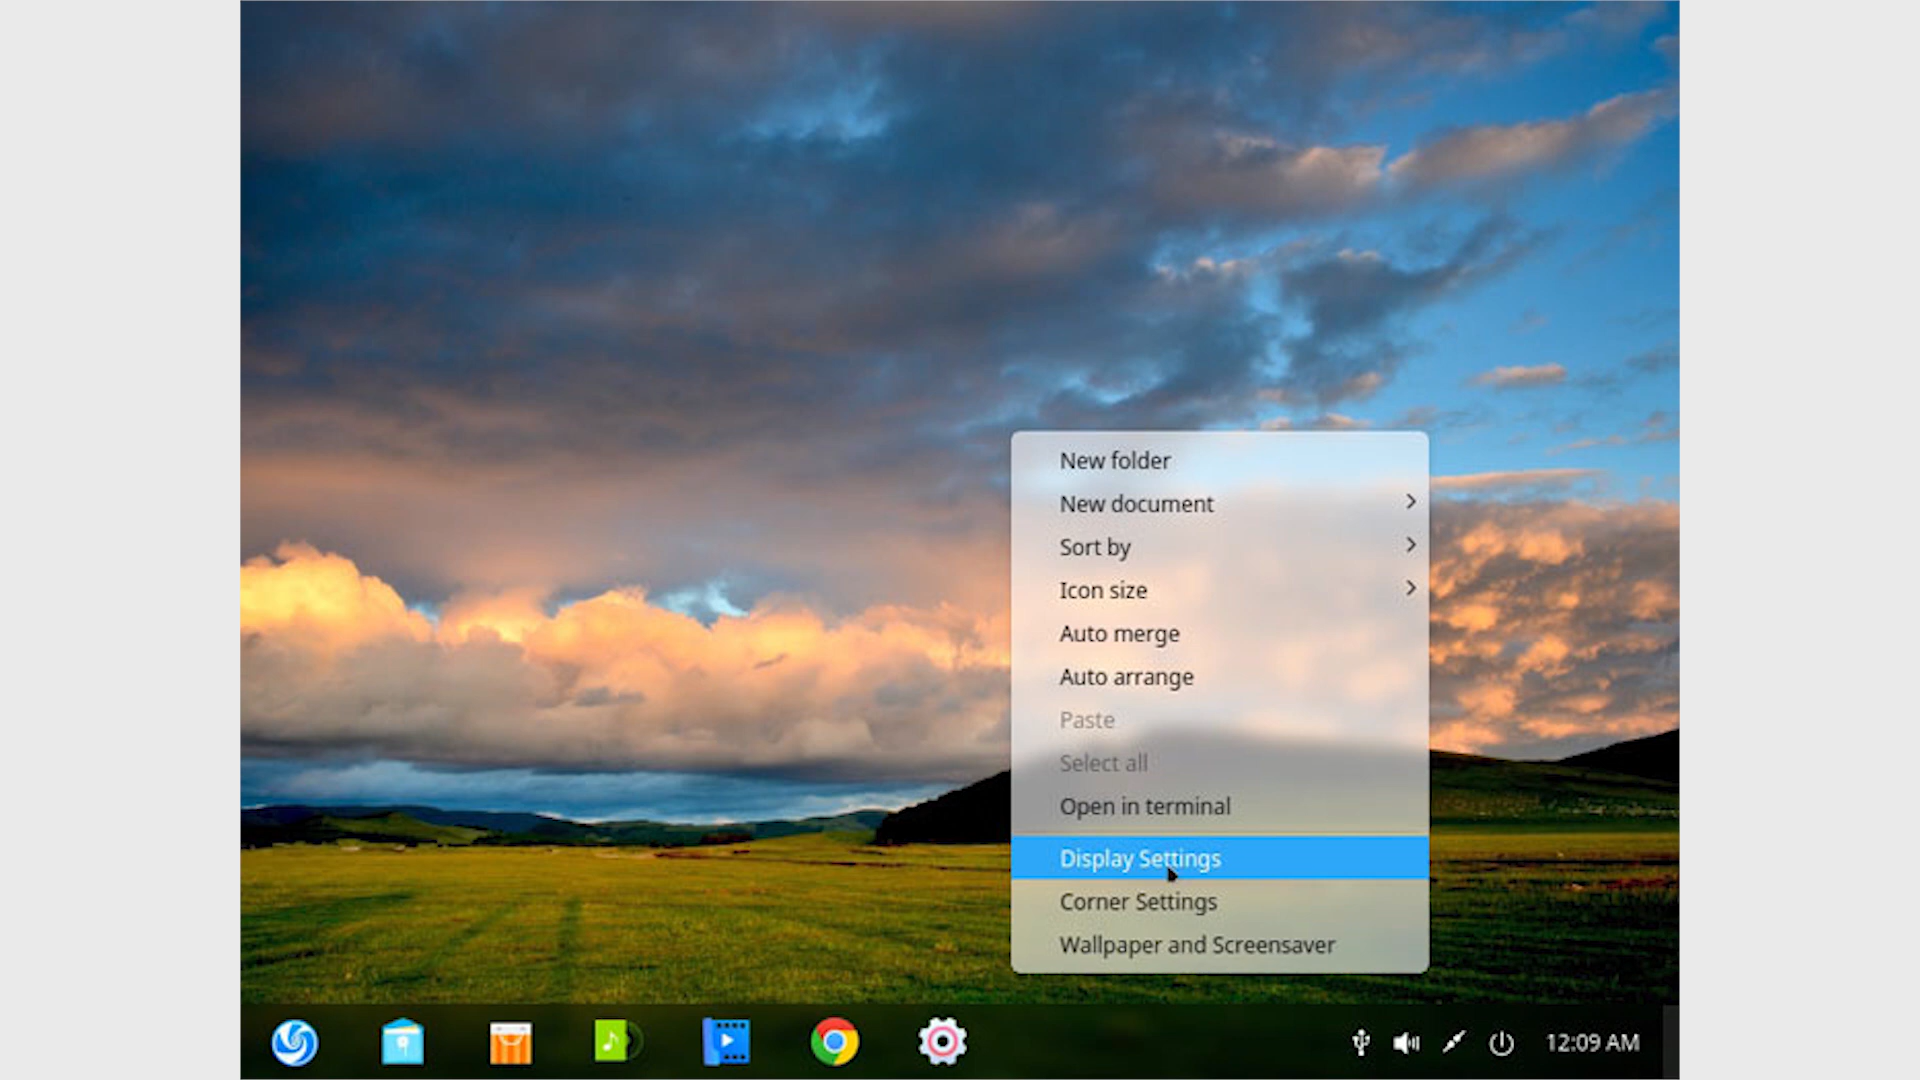 New folder
New document
Sort by
Icon size
Auto merge
Auto arrange
Paste
Select all
Open in terminal
Display Settings
Corner Settings
Wallpaper and Screensaver
12:09 AM